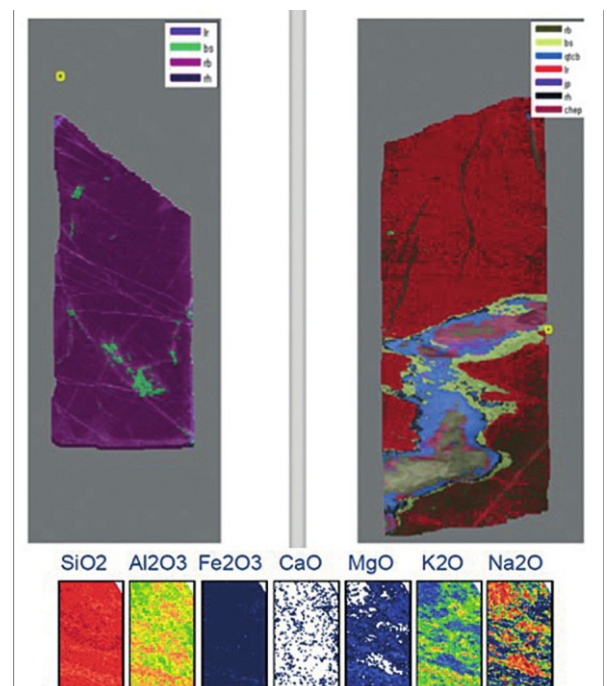 lr
bs
rb
rh
rb
bs
qtcb
lr
jp
rh
chep
SiO2 Al2O3 Fe2O3 CaO MgO K2O Na2O